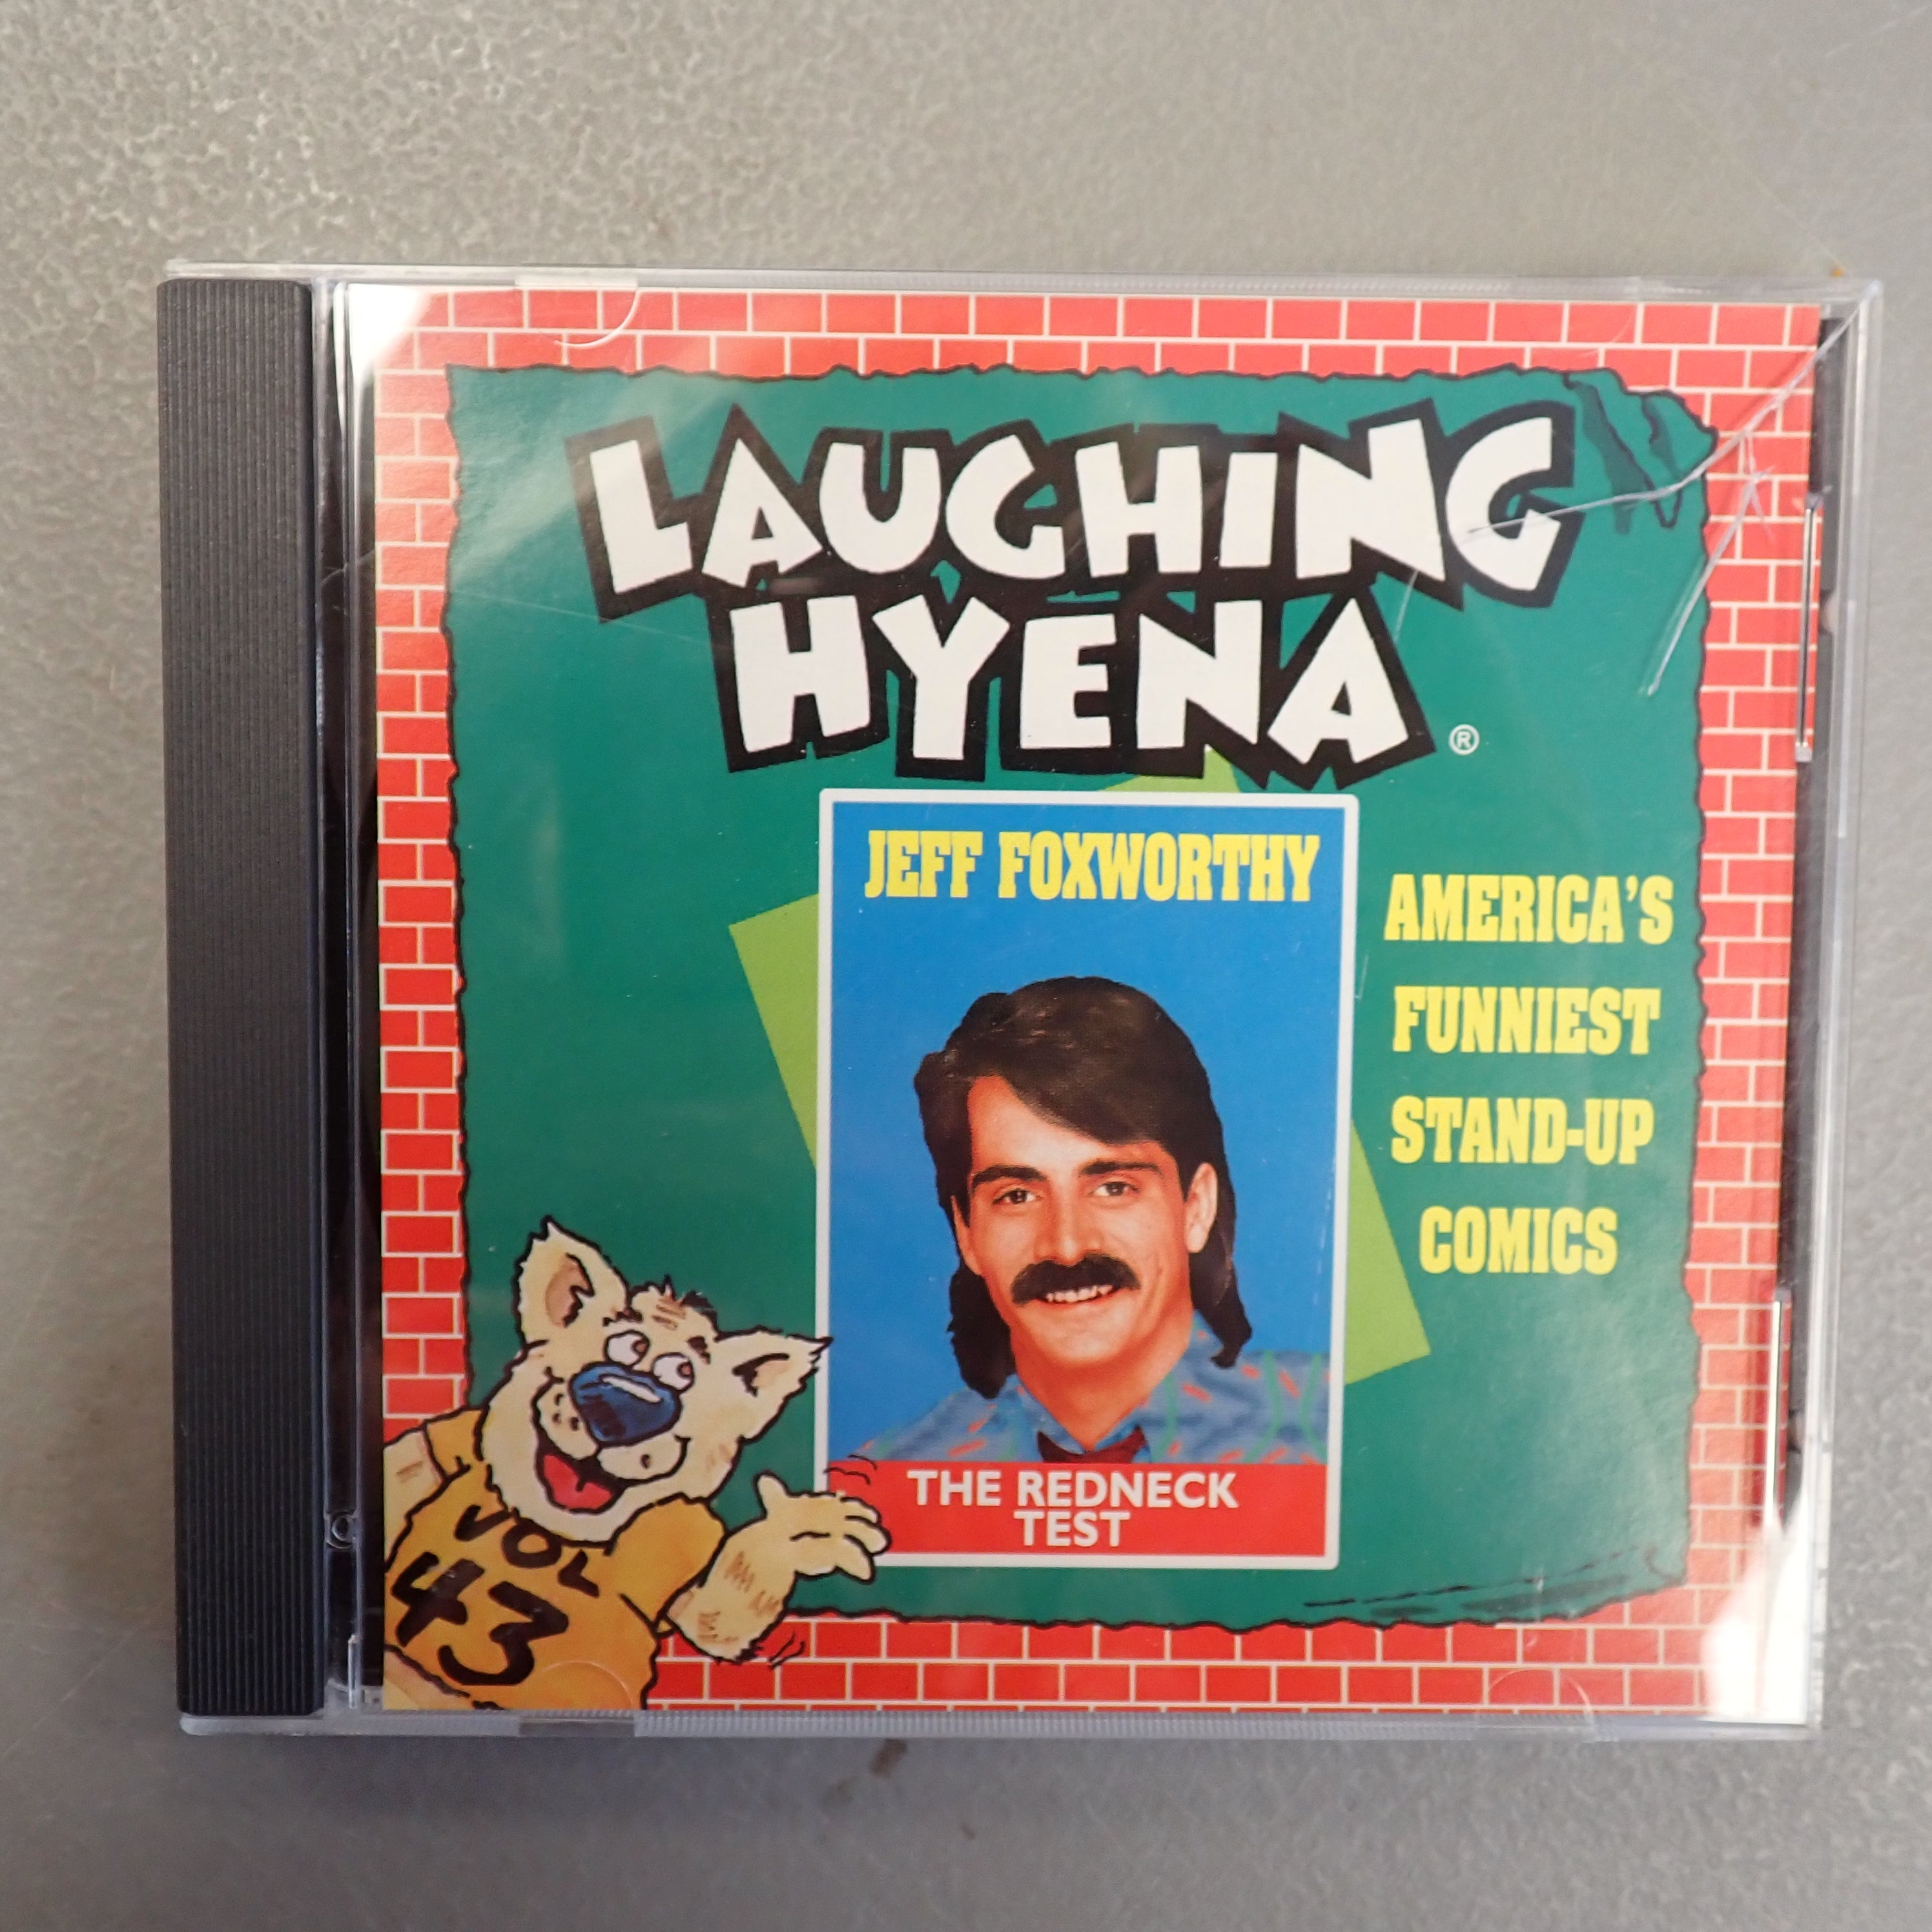 LAUGHING
HYENA®
JEFF FOXWORTHY
AMERICA'S
FUNNIEST
STAND-UP
COMICS
THE REDNECK
TEST
VOL
43